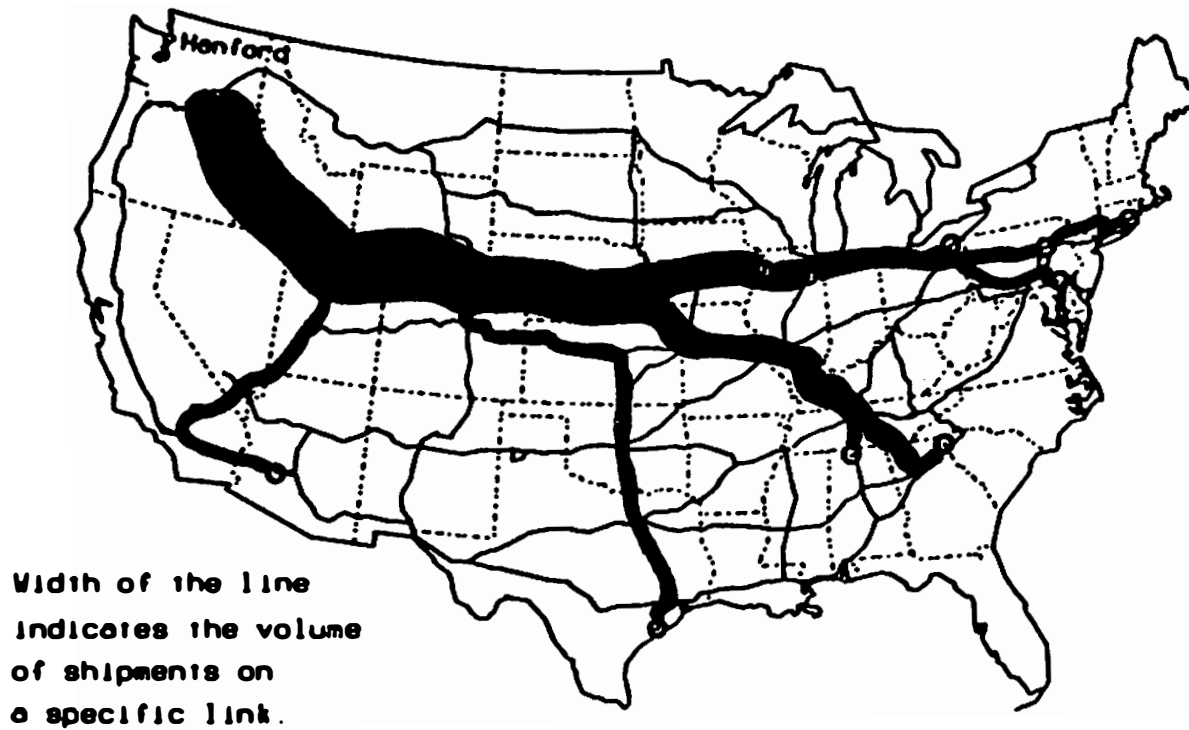 Hanford
Width of the line
indicates the volume
of shipments on
a specific link.